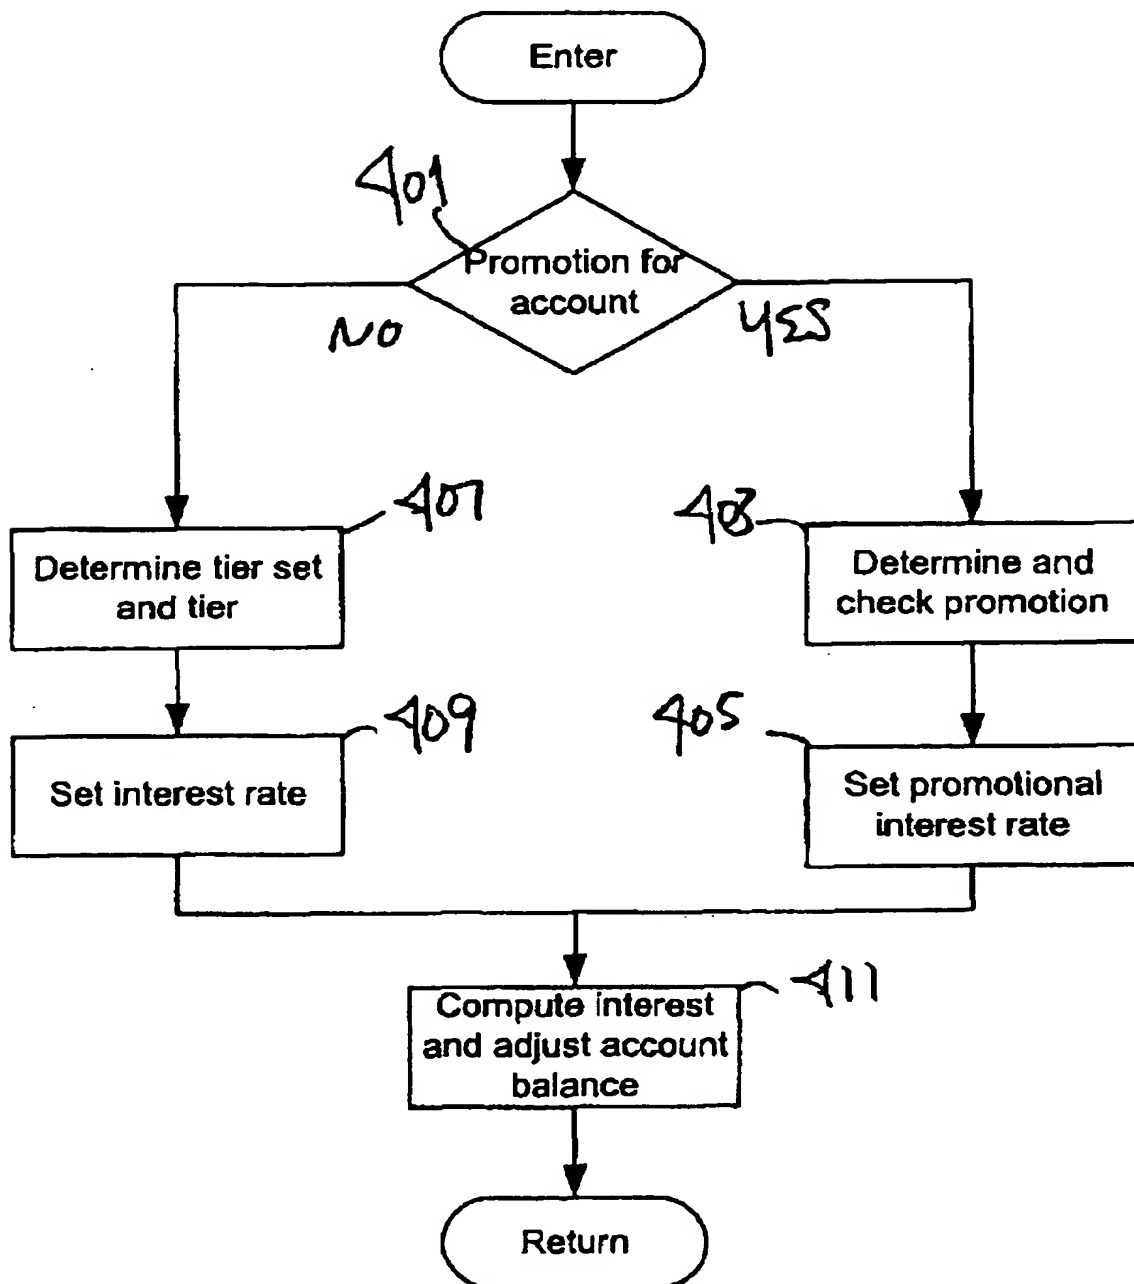 Enter
401
Promotion for
account
NO
YES
407
403
Determine tier set
and tier
Determine and
check promotion
409
405
Set interest rate
Set promotional
interest rate
411
Compute interest
and adjust account
balance
Return